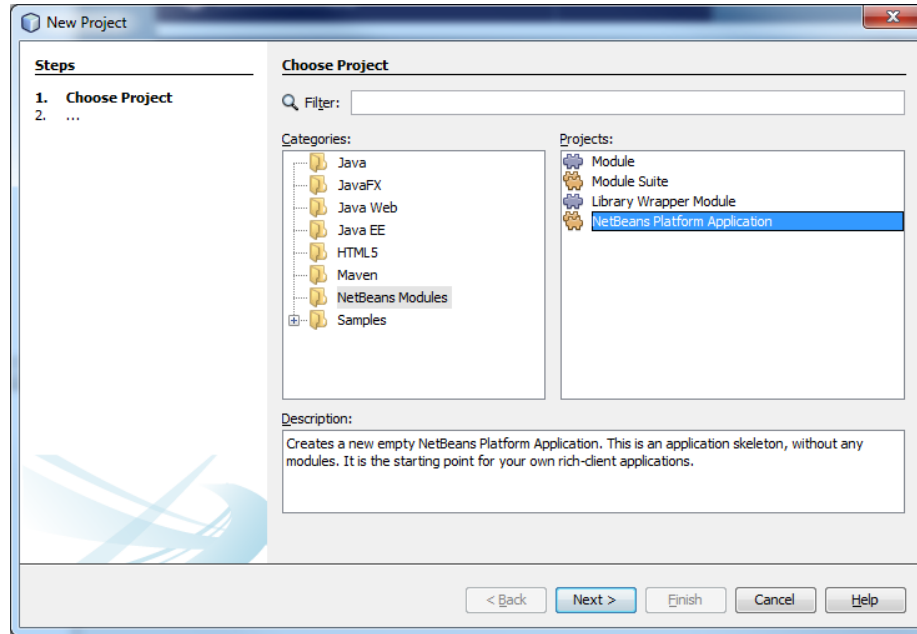 New Project
Steps
1. Choose Project
2. ...
Choose Project
Filter:
Categories:
Java
JavaFX
Java Web
Java EE
HTML5
Maven
NetBeans Modules
Samples
Projects:
Module
Module Suite
Library Wrapper Module
NetBeans Platform Application
Description:
Creates a new empty NetBeans Platform Application. This is an application skeleton, without any
modules. It is the starting point for your own rich-client applications.
< Back
Next >
Finish
Cancel
Help